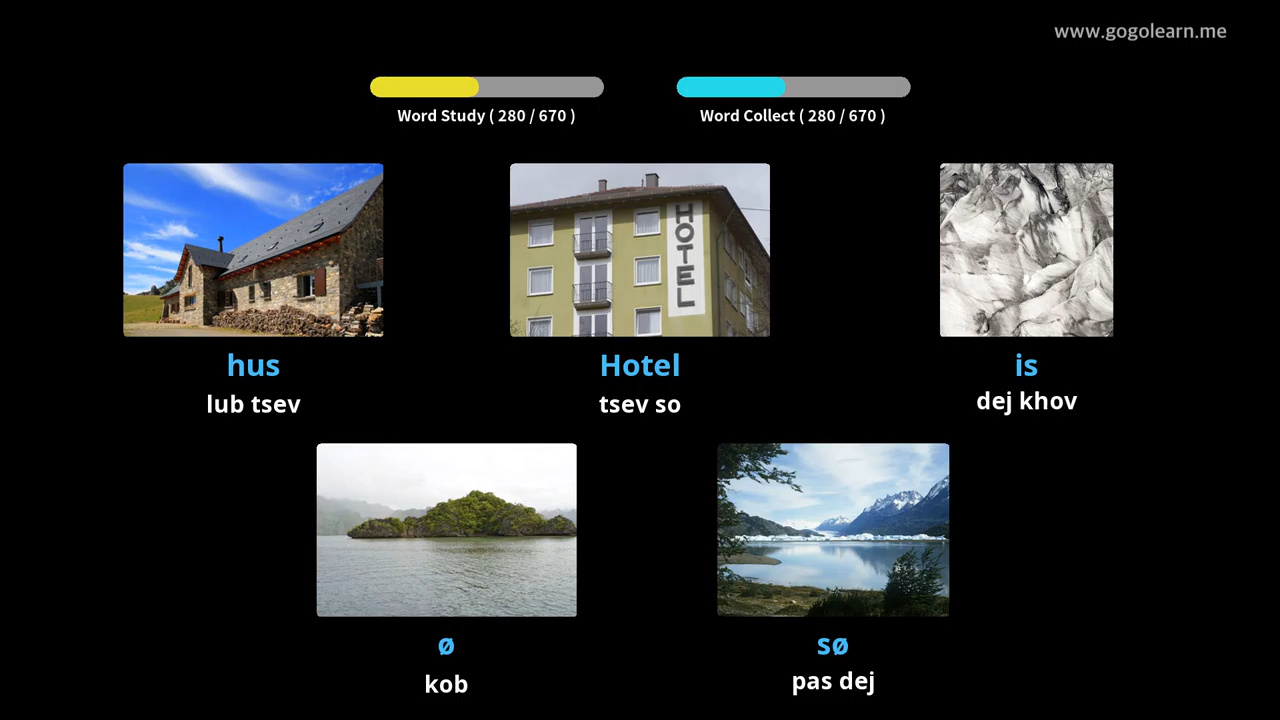 www.gogolearn.me
Word Study ( 280 / 670 )
Word Collect ( 280 / 670 )
HOTEL
hus
lub tsev
Hotel
tsev so
is
dej khov
ø
kob
sø
pas dej